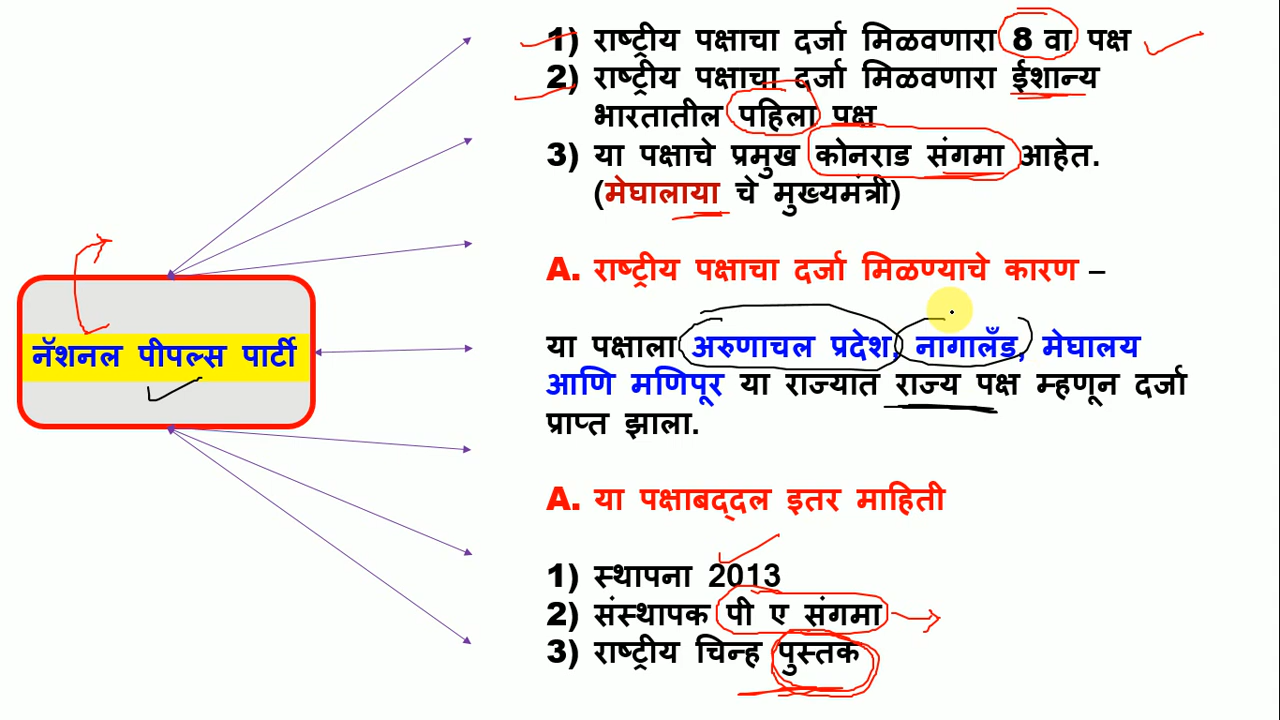 1) राष्ट्रीय पक्षाचा दर्जा मिळवणारा 8 वा पक्ष
2) राष्ट्रीय पक्षाचा दर्जा मिळवणारा ईशान्य
भारतातील पहिला पक्ष
3) या पक्षाचे प्रमुख कोनराड संगमा आहेत.
(मेघालाया चे मुख्यमंत्री)
A. राष्ट्रीय पक्षाचा दर्जा मिळण्याचे कारण –
नॅशनल पीपल्स पार्टी
या पक्षाला अरुणाचल प्रदेश, नागालँड, मेघालय
आणि मणिपूर या राज्यात राज्य पक्ष म्हणून दर्जा
प्राप्त झाला.
A. या पक्षाबद्दल इतर माहिती
1) स्थापना 2013
2) संस्थापक पी ए संगमा
3) राष्ट्रीय चिन्ह पुस्तक